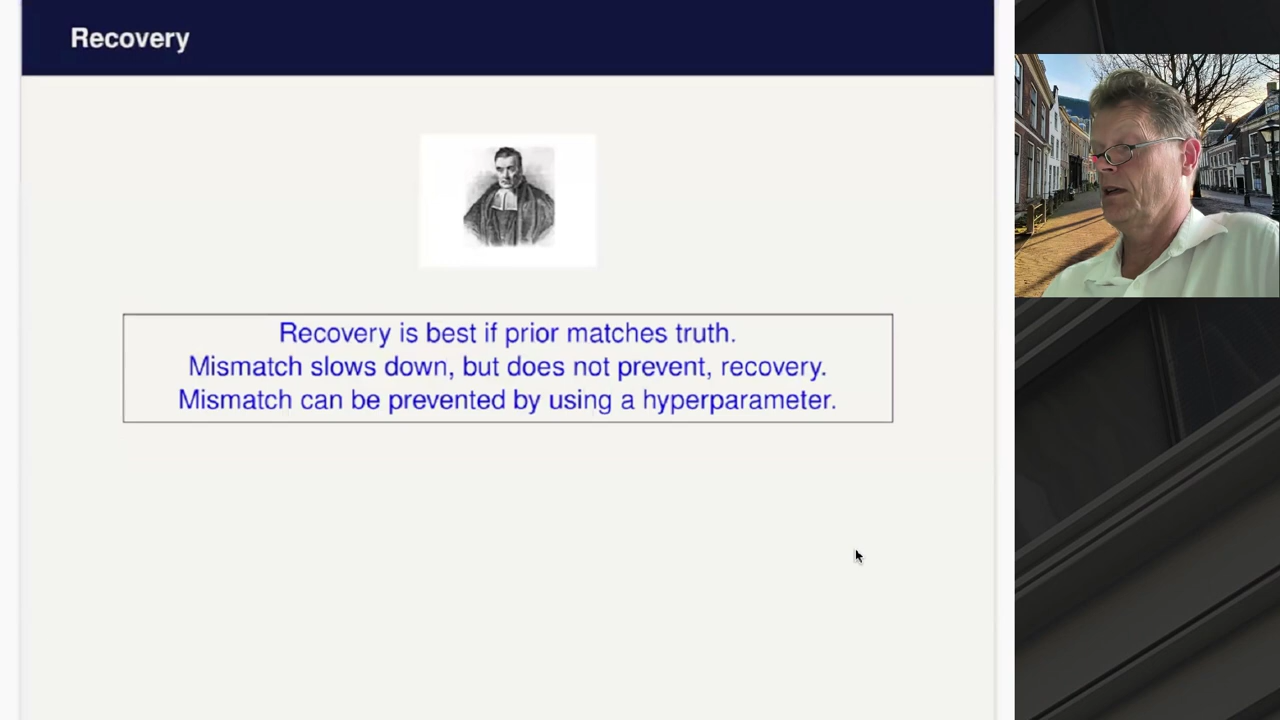 Recovery
Recovery is best if prior matches truth.
Mismatch slows down, but does not prevent, recovery.
Mismatch can be prevented by using a hyperparameter.